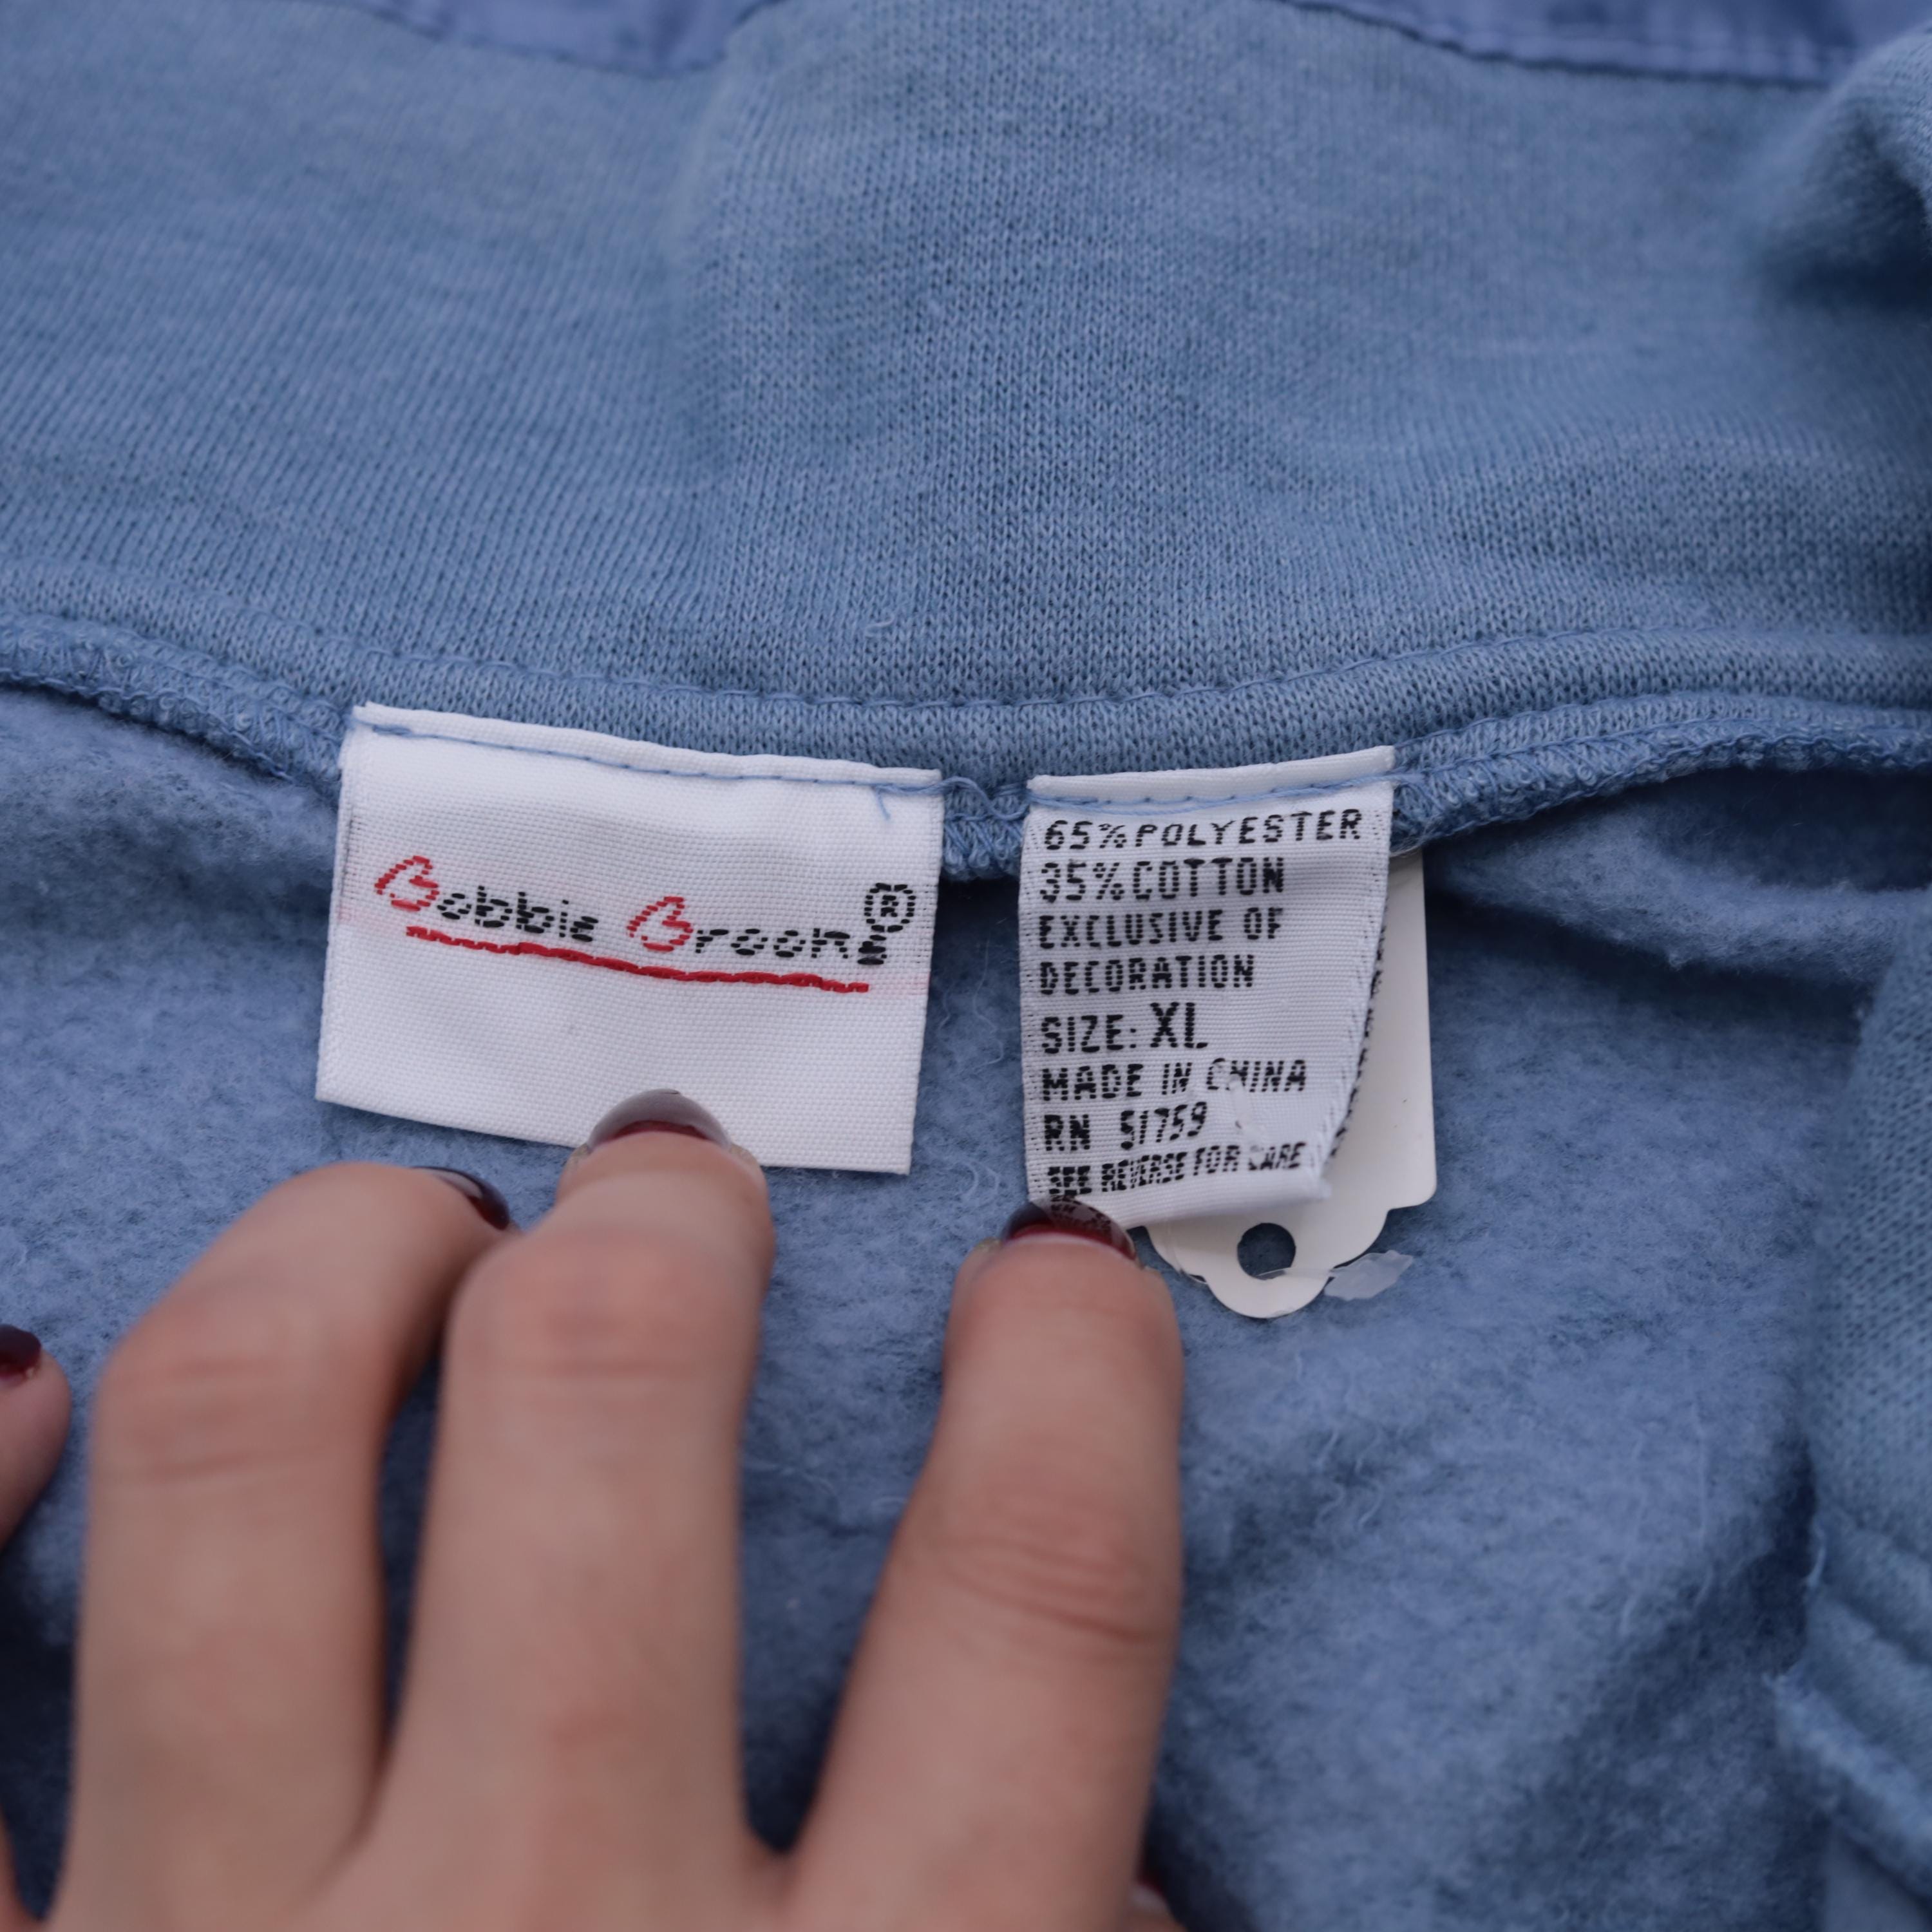 Bobbie Brooks®
65% POLYESTER
35% COTTON
EXCLUSIVE OF
DECORATION
SIZE: XL
MADE IN CHINA
RN 51759
SEE REVERSE FOR CARE